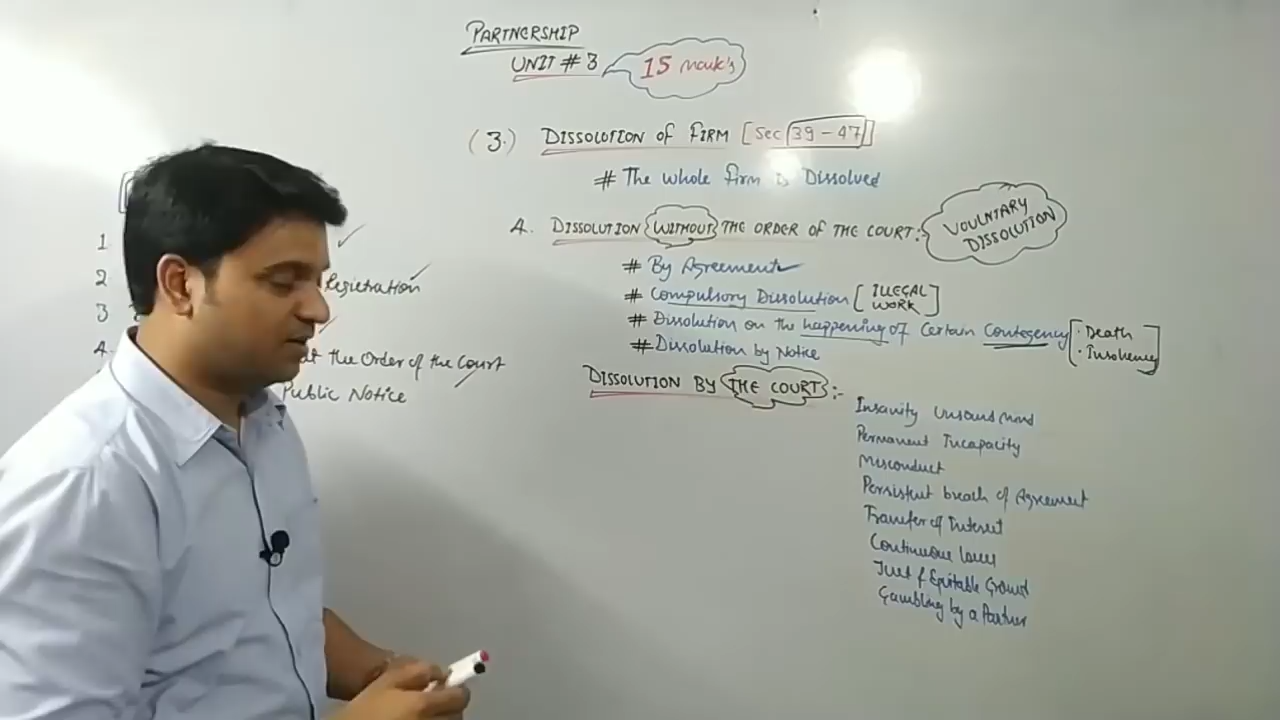 PARTNERSHIP
UNIT # 3
15 Mark's
(3.) DISSOLUTION OF FIRM [Sec 39-47]
# The whole firm is Dissolved
A. DISSOLUTION WITHOUT THE ORDER OF THE COURT:-
VOLUNTARY
DISSOLUTION
# By Agreement
# Compulsory Dissolution [ILLEGAL
WORK]
# Dissolution on the happening of Certain Contegency [· Death
· Insolvency]
# Dissolution by Notice
DISSOLUTION BY THE COURT:-
Insanity Unsound Mind
Permanent Incapacity
Misconduct
Persistent breach of Agreement
Transfer of Interest
Continuous losses
Just & Equitable Ground
Gambling by a Partner
1
2 Registration
3
4. the Order of the Court
Public Notice